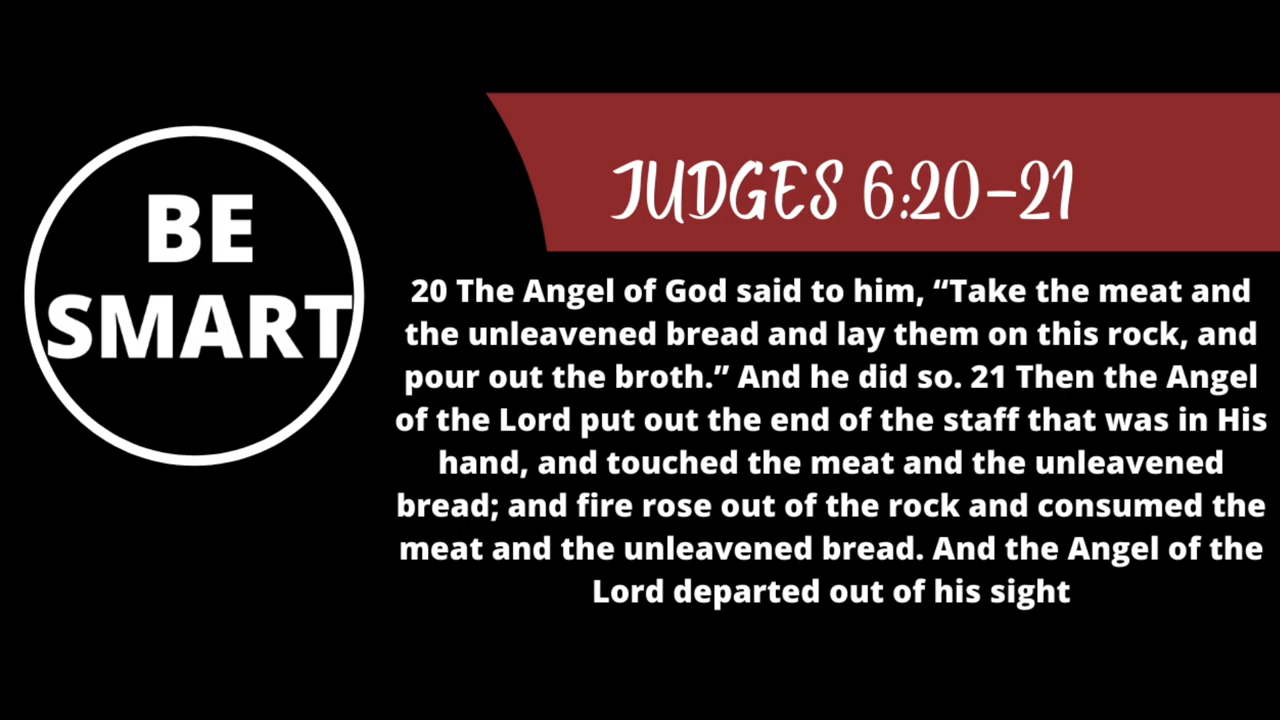 BE
SMART
JUDGES 6:20-21
20 The Angel of God said to him, “Take the meat and
the unleavened bread and lay them on this rock, and
pour out the broth.” And he did so. 21 Then the Angel
of the Lord put out the end of the staff that was in His
hand, and touched the meat and the unleavened
bread; and fire rose out of the rock and consumed the
meat and the unleavened bread. And the Angel of the
Lord departed out of his sight